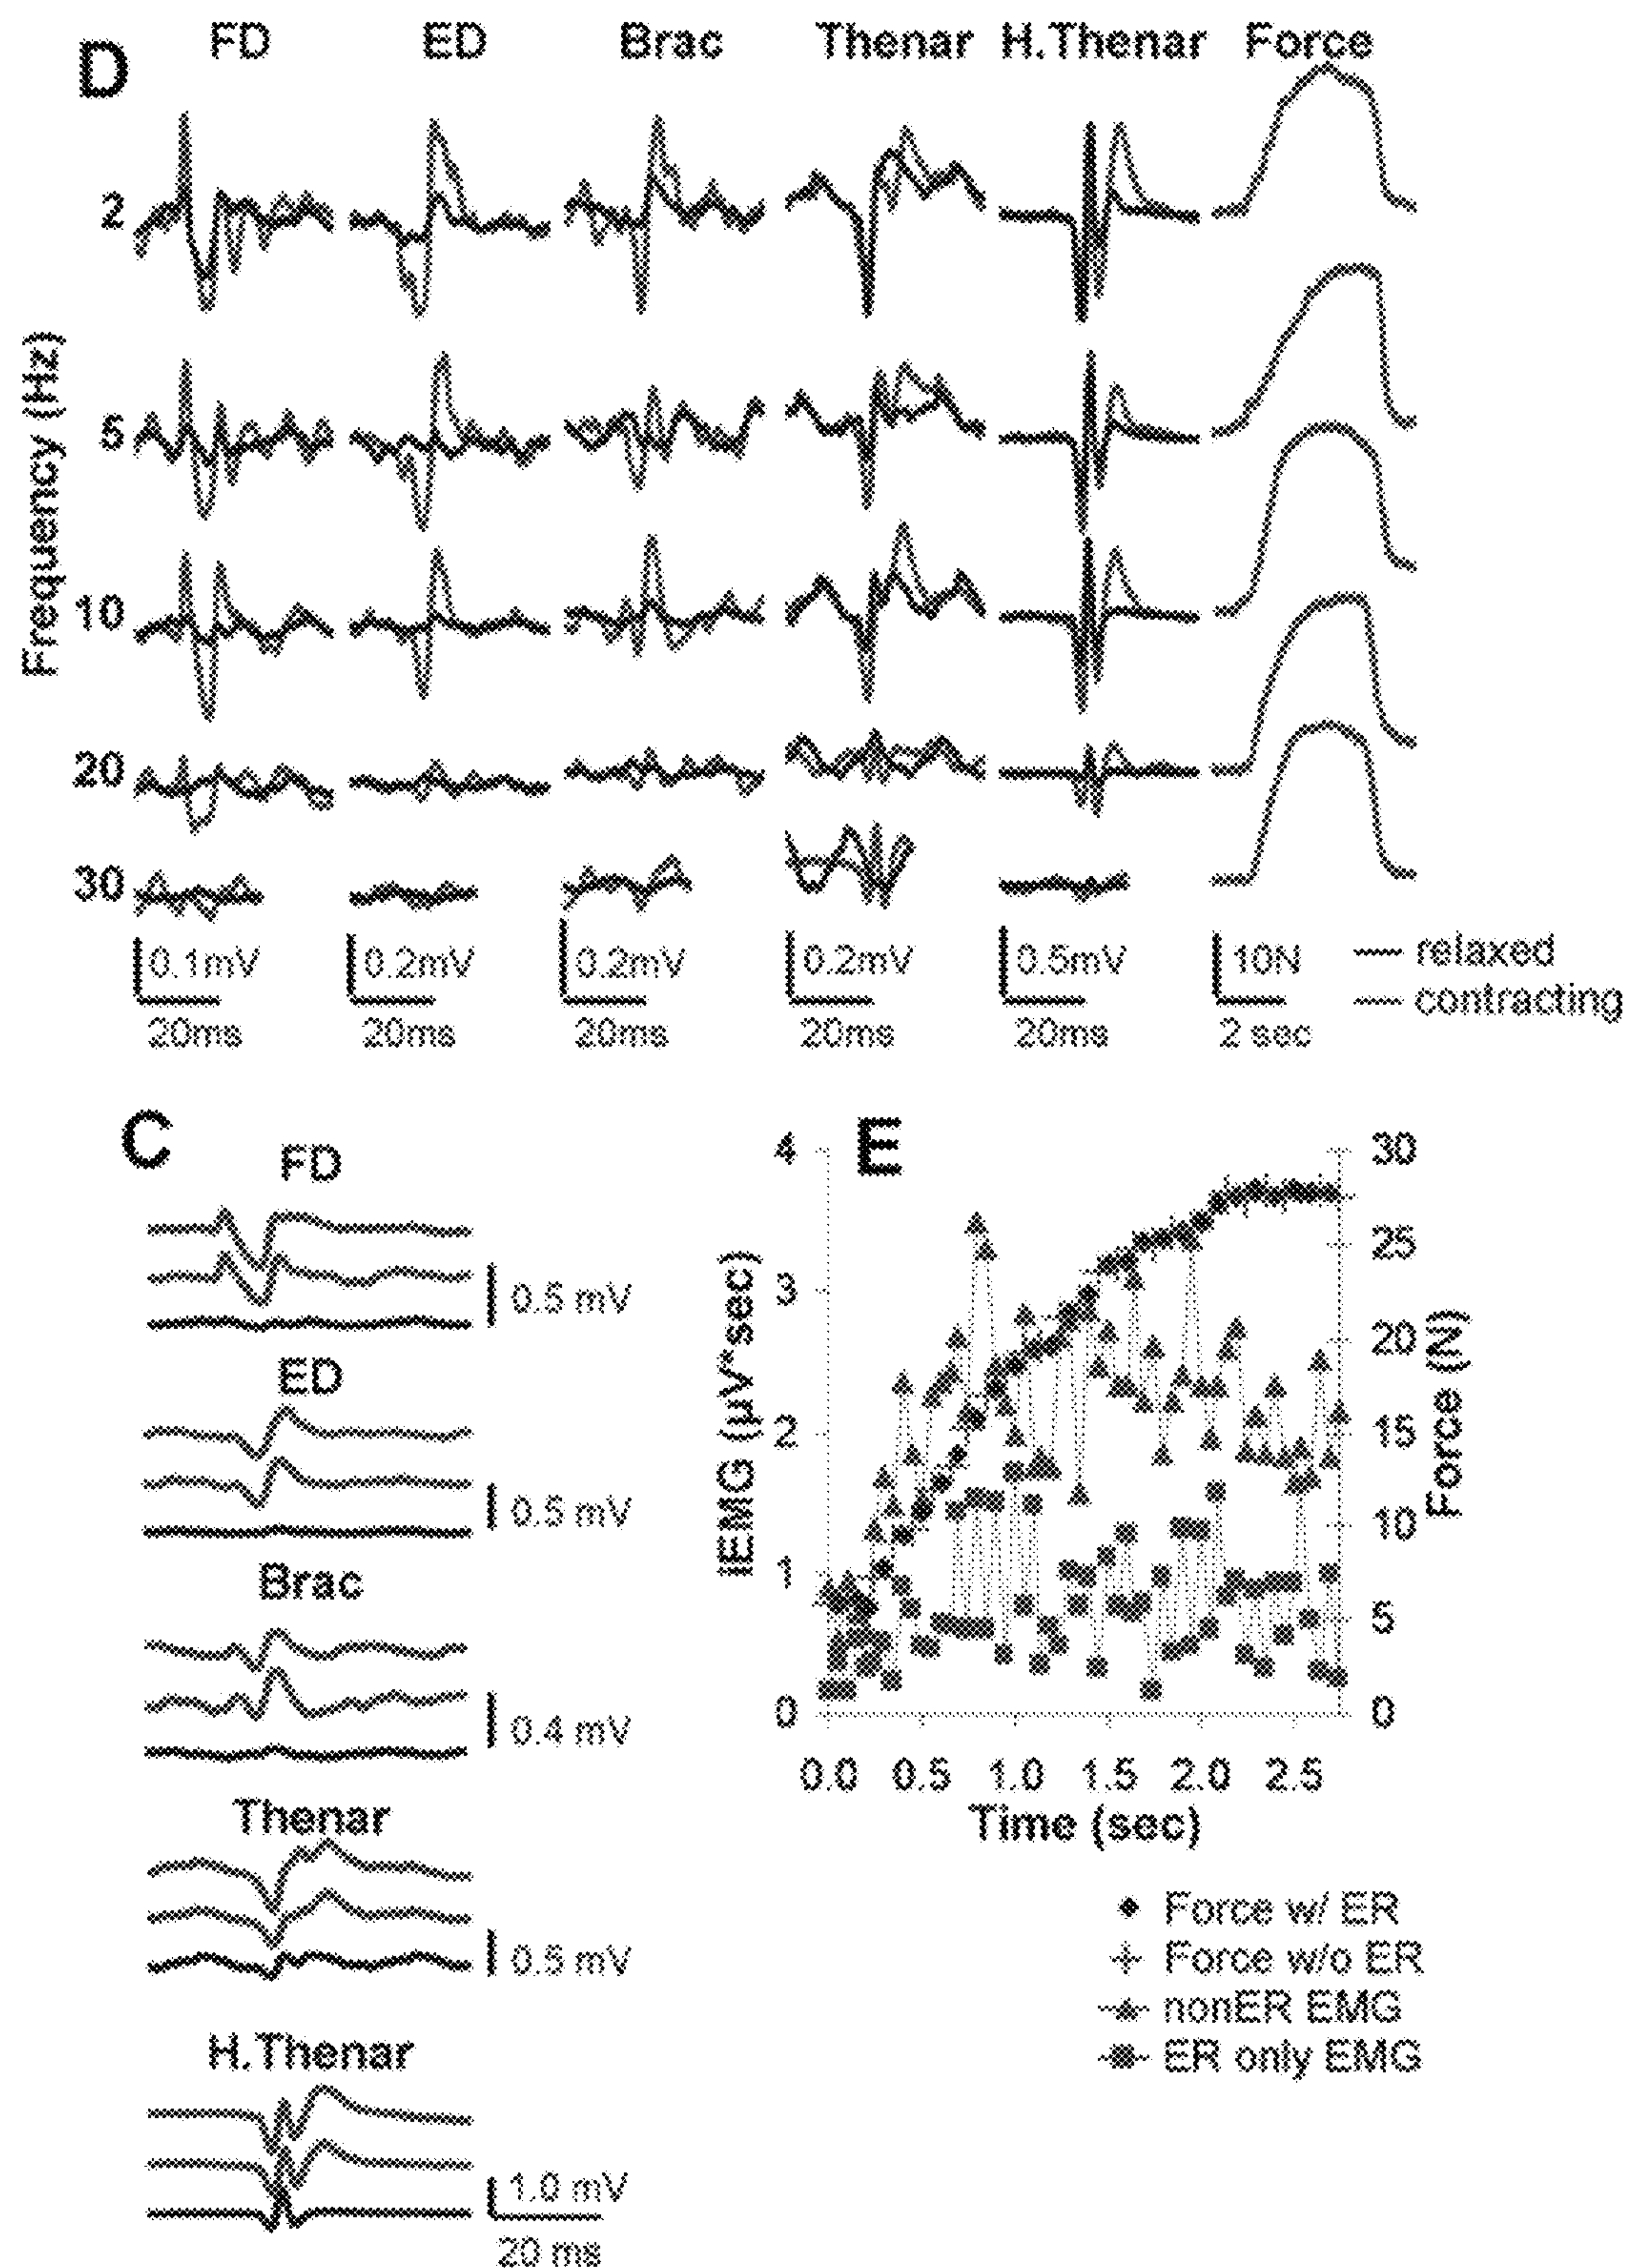 D FD ED Brac Thenar H.Thenar Force
Frequency (Hz)
2
5
10
20
30
0.1mV 0.2mV 0.2mV 0.2mV 0.5mV 10N
20ms 20ms 20ms 20ms 20ms 2 sec
relaxed
contracting
C
FD
0.5 mV
ED
0.5 mV
Brac
0.4 mV
Thenar
0.5 mV
H.Thenar
1.0 mV
20 ms
E
iEMG (µV*sec)
4
3
2
1
0
30
25
20
15
10
5
0
Force (N)
0.0 0.5 1.0 1.5 2.0 2.5
Time (sec)
Force w/ ER
Force w/o ER
nonER EMG
ER only EMG